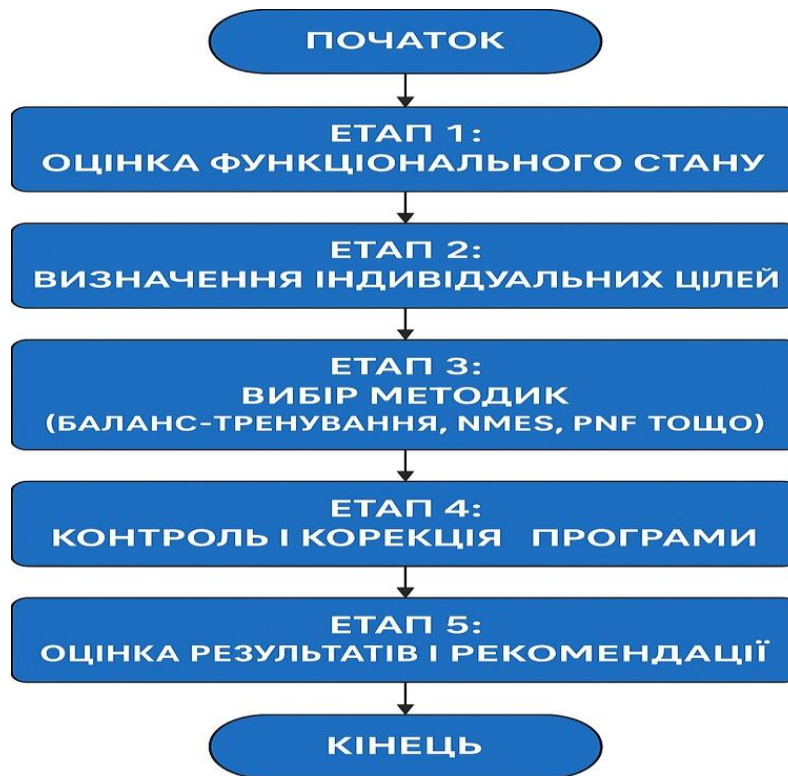 ПОЧАТОК
ЕТАП 1:
ОЦІНКА ФУНКЦІОНАЛЬНОГО СТАНУ
ЕТАП 2:
ВИЗНАЧЕННЯ ІНДИВІДУАЛЬНИХ ЦІЛЕЙ
ЕТАП 3:
ВИБІР МЕТОДИК
(БАЛАНС-ТРЕНУВАННЯ, NMES, PNF ТОЩО)
ЕТАП 4:
КОНТРОЛЬ І КОРЕКЦІЯ ПРОГРАМИ
ЕТАП 5:
ОЦІНКА РЕЗУЛЬТАТІВ І РЕКОМЕНДАЦІЇ
КІНЕЦЬ